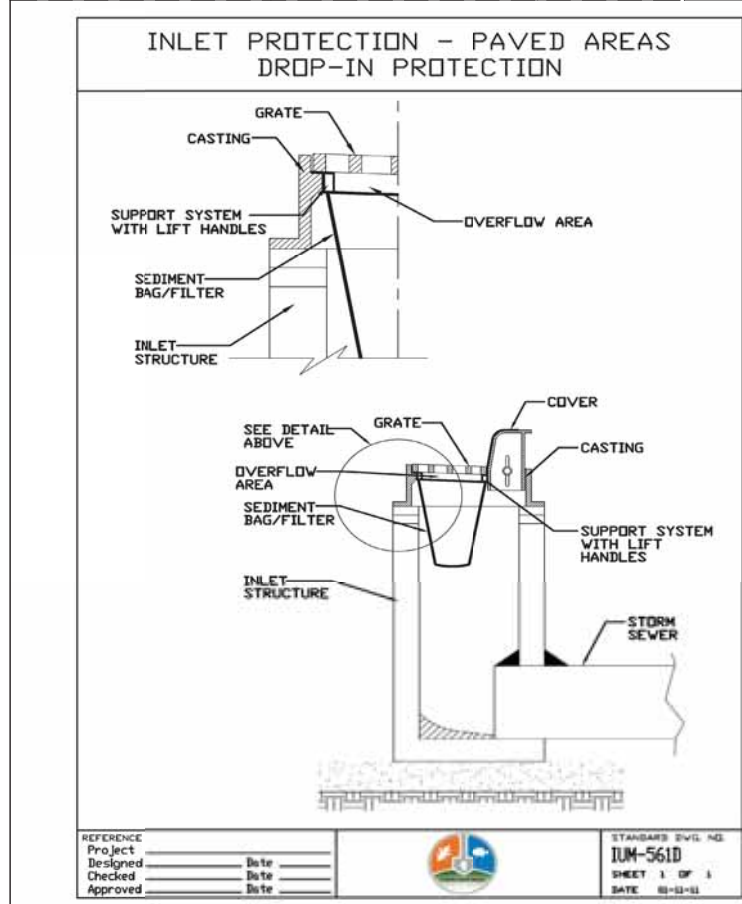 INLET PROTECTION - PAVED AREAS
DROP-IN PROTECTION
GRATE
CASTING
SUPPORT SYSTEM
WITH LIFT HANDLES
OVERFLOW AREA
SEDIMENT
BAG/FILTER
INLET
STRUCTURE
COVER
SEE DETAIL
ABOVE
GRATE
CASTING
OVERFLOW
AREA
SEDIMENT
BAG/FILTER
SUPPORT SYSTEM
WITH LIFT
HANDLES
INLET
STRUCTURE
STORM
SEWER
REFERENCE
Project
Designed Date
Checked Date
Approved Date
STANDARD DWG. NO.
IUM-561D
SHEET 1 OF 1
DATE